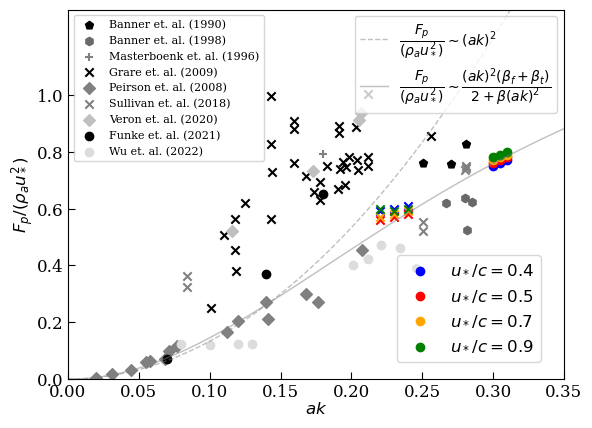 F_p/(ρ_a u_*^2)
1.0
0.8
0.6
0.4
0.2
0.0
0.00 0.05 0.10 0.15 0.20 0.25 0.30 0.35
ak
Banner et. al. (1990)
Banner et. al. (1998)
Masterboenk et. al. (1996)
Grare et. al. (2009)
Peirson et. al. (2008)
Sullivan et. al. (2018)
Veron et. al. (2020)
Funke et. al. (2021)
Wu et. al. (2022)
F_p/(ρ_a u_*^2) ~ (ak)^2
F_p/(ρ_a u_*^2) ~ (ak)^2(β_f + β_t)/(2 + β(ak)^2)
u_*/c = 0.4
u_*/c = 0.5
u_*/c = 0.7
u_*/c = 0.9